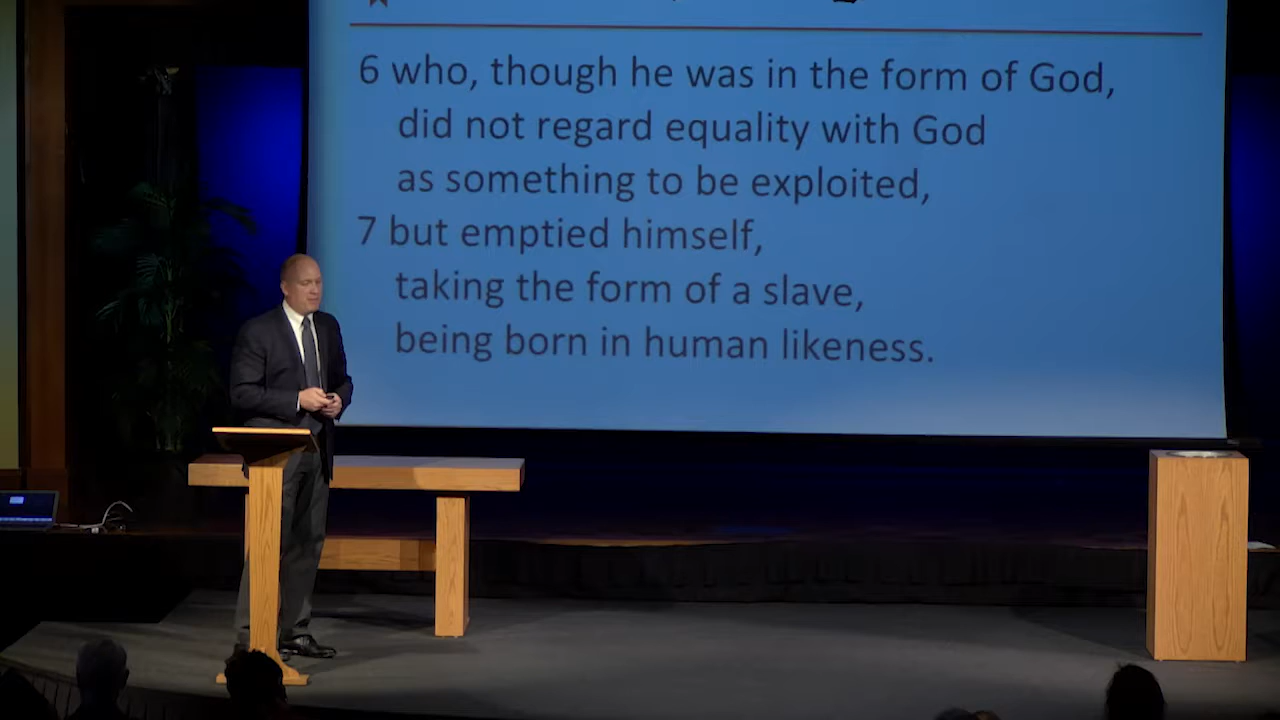 6 who, though he was in the form of God,
did not regard equality with God
as something to be exploited,
7 but emptied himself,
taking the form of a slave,
being born in human likeness.